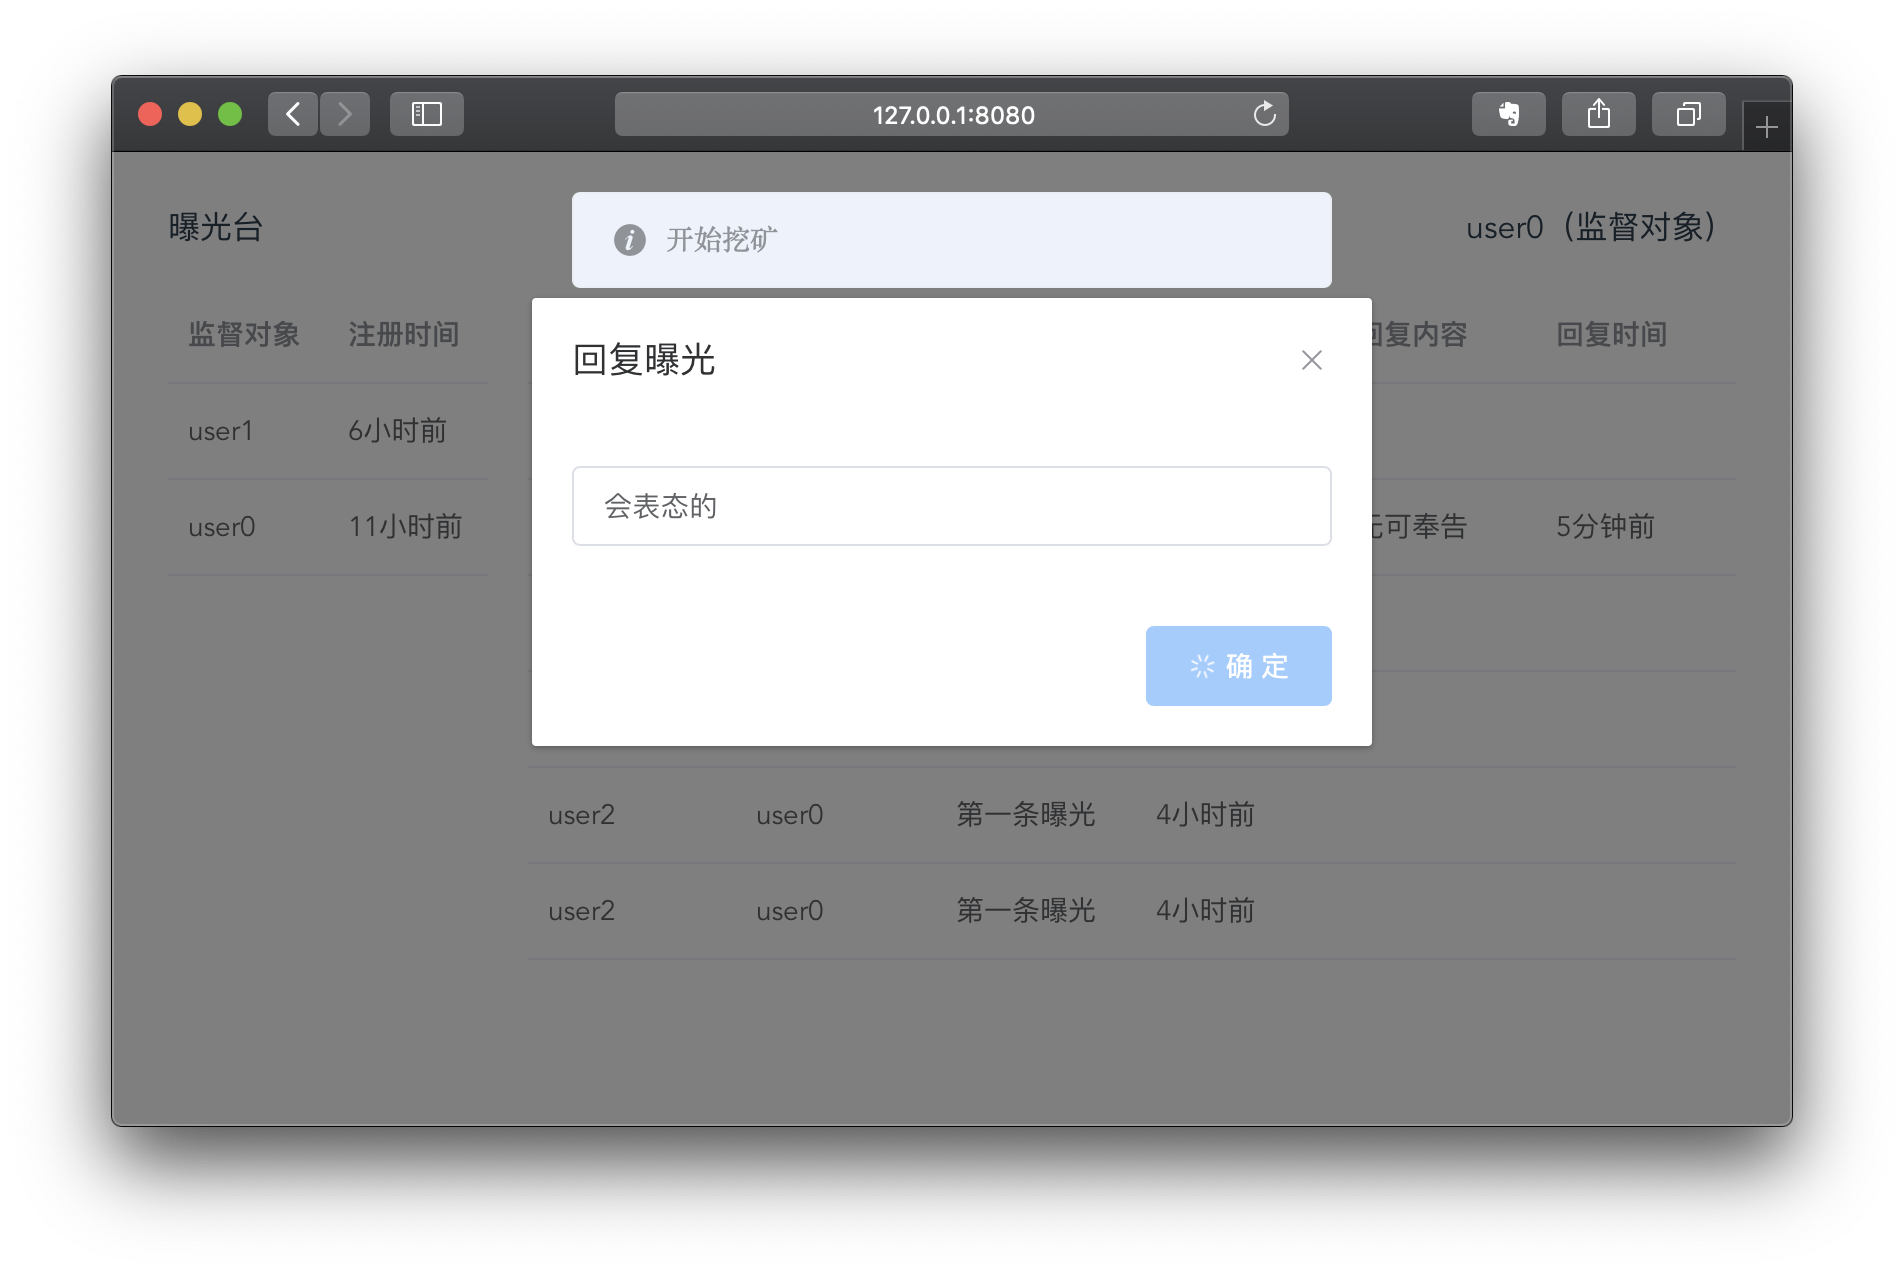 127.0.0.1:8080
曝光台
开始挖矿
user0（监督对象）
监督对象 注册时间
回复内容 回复时间
回复曝光
user1 6小时前
user0 11小时前
可奉告 5分钟前
会表态的
确 定
user2 user0 第一条曝光 4小时前
user2 user0 第一条曝光 4小时前